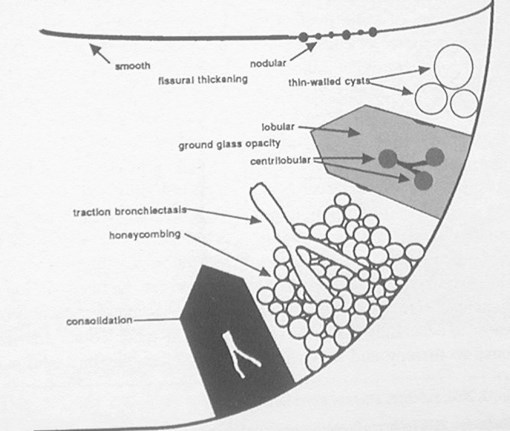 smooth
nodular
fissural thickening
thin-walled cysts
lobular
ground glass opacity
centrilobular
traction bronchiectasis
honeycombing
consolidation